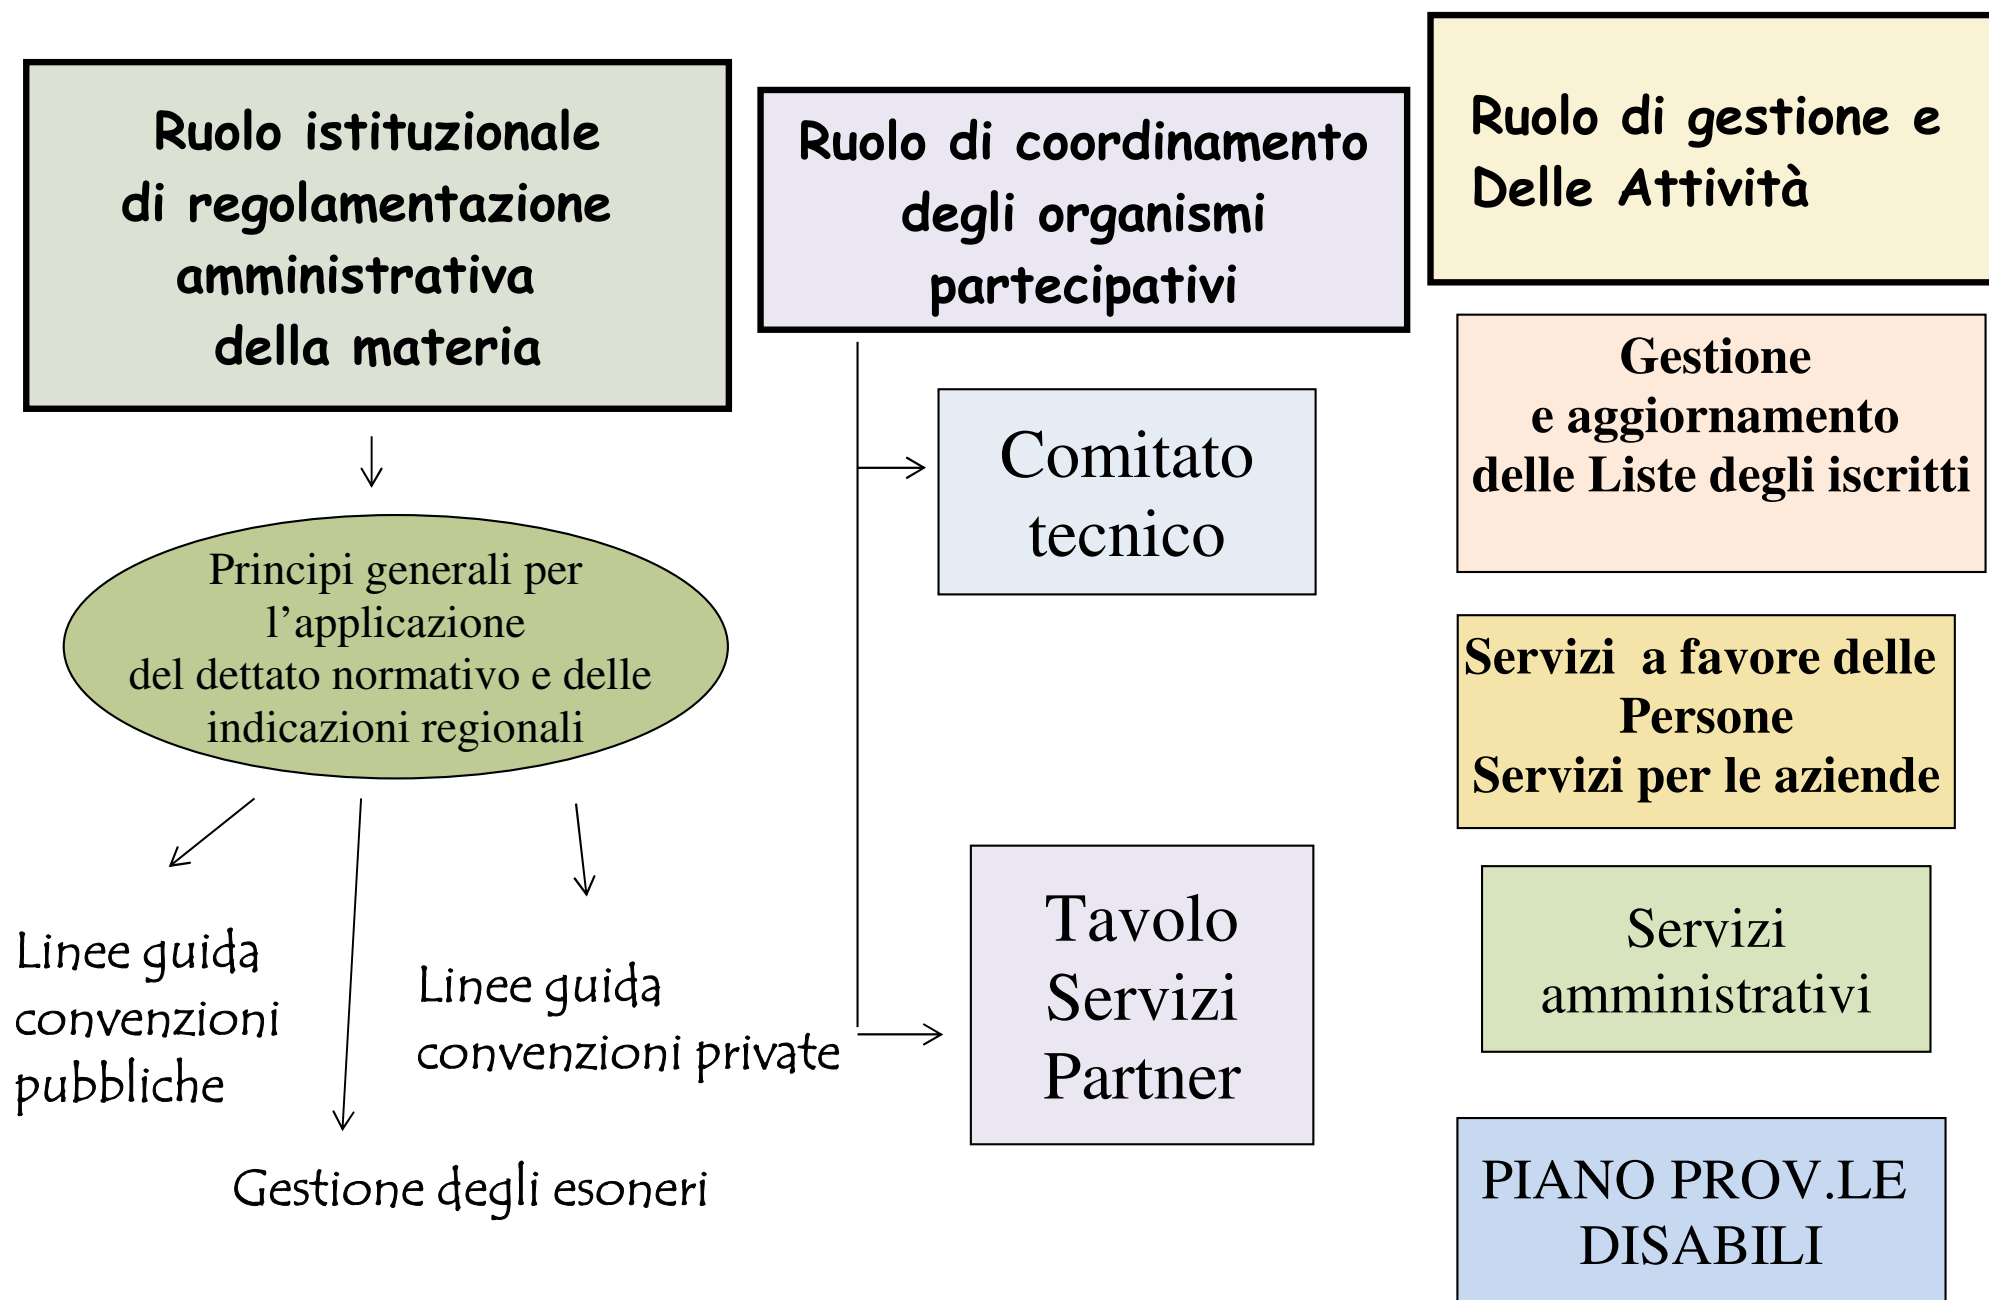 Ruolo istituzionale
di regolamentazione
amministrativa
della materia
Principi generali per
l’applicazione
del dettato normativo e delle
indicazioni regionali
Linee guida
convenzioni
pubbliche
Linee guida
convenzioni private
Gestione degli esoneri
Ruolo di coordinamento
degli organismi
partecipativi
Comitato
tecnico
Tavolo
Servizi
Partner
Ruolo di gestione e
Delle Attività
Gestione
e aggiornamento
delle Liste degli iscritti
Servizi a favore delle
Persone
Servizi per le aziende
Servizi
amministrativi
PIANO PROV.LE
DISABILI